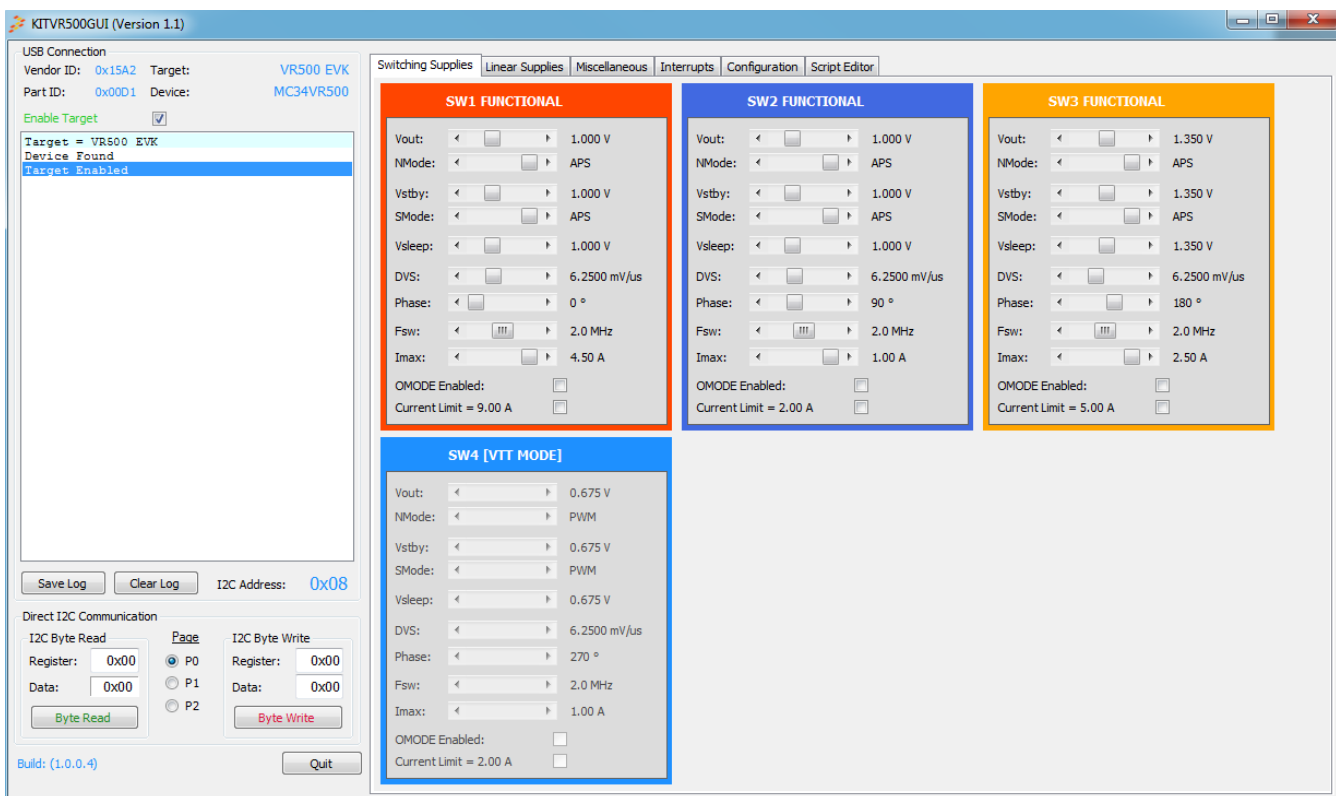 KITVR500GUI (Version 1.1)
USB Connection
Vendor ID: 0x15A2 Target: VR500 EVK
Part ID: 0x00D1 Device: MC34VR500
Enable Target
Target = VR500 EVK
Device Found
Target Enabled
Save Log Clear Log I2C Address: 0x08
Direct I2C Communication
I2C Byte Read
Register: 0x00
Data: 0x00
Byte Read
Page
P0
P1
P2
I2C Byte Write
Register: 0x00
Data: 0x00
Byte Write
Build: (1.0.0.4) Quit
Switching Supplies Linear Supplies Miscellaneous Interrupts Configuration Script Editor
SW1 FUNCTIONAL
Vout: 1.000 V
NMode: APS
Vstby: 1.000 V
SMode: APS
Vsleep: 1.000 V
DVS: 6.2500 mV/us
Phase: 0 °
Fsw: 2.0 MHz
Imax: 4.50 A
OMODE Enabled:
Current Limit = 9.00 A
SW2 FUNCTIONAL
Vout: 1.000 V
NMode: APS
Vstby: 1.000 V
SMode: APS
Vsleep: 1.000 V
DVS: 6.2500 mV/us
Phase: 90 °
Fsw: 2.0 MHz
Imax: 1.00 A
OMODE Enabled:
Current Limit = 2.00 A
SW3 FUNCTIONAL
Vout: 1.350 V
NMode: APS
Vstby: 1.350 V
SMode: APS
Vsleep: 1.350 V
DVS: 6.2500 mV/us
Phase: 180 °
Fsw: 2.0 MHz
Imax: 2.50 A
OMODE Enabled:
Current Limit = 5.00 A
SW4 [VTT MODE]
Vout: 0.675 V
NMode: PWM
Vstby: 0.675 V
SMode: PWM
Vsleep: 0.675 V
DVS: 6.2500 mV/us
Phase: 270 °
Fsw: 2.0 MHz
Imax: 1.00 A
OMODE Enabled:
Current Limit = 2.00 A